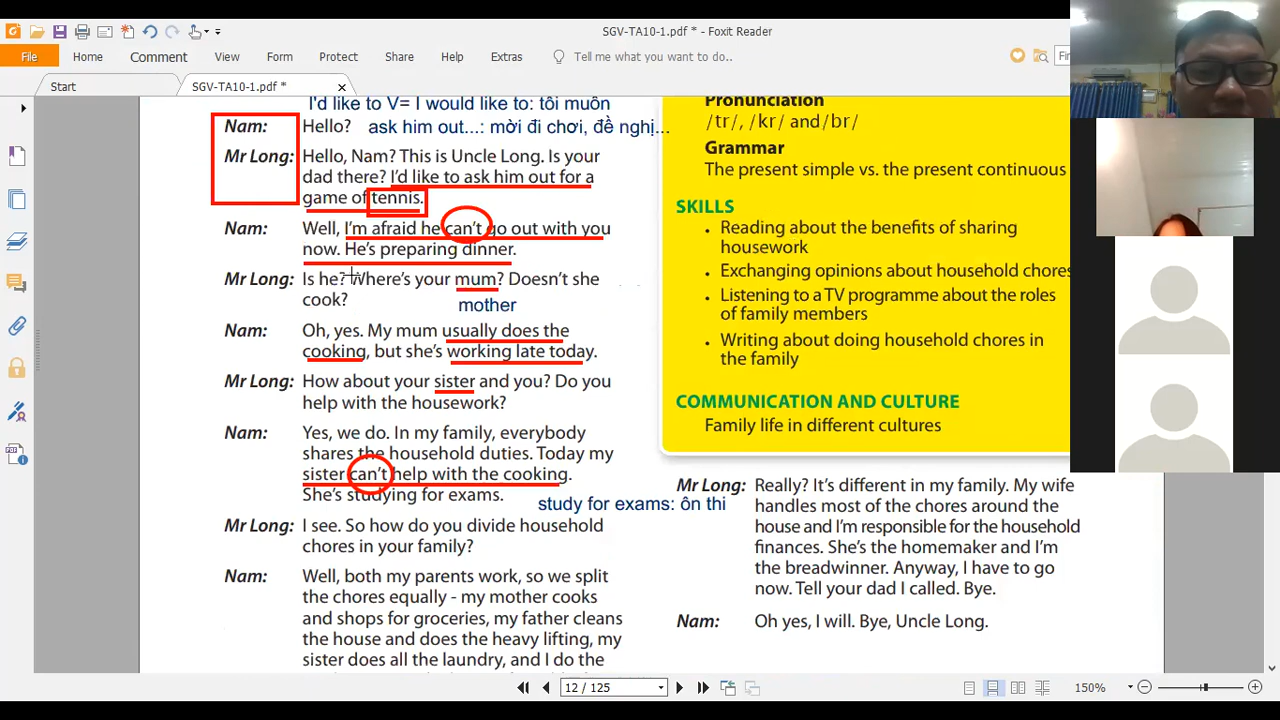 SGV-TA10-1.pdf * - Foxit Reader
File Home Comment View Form Protect Share Help Extras Tell me what you want to do..
Start SGV-TA10-1.pdf *
I'd like to V= I would like to: tôi muốn
Nam: Hello? ask him out...: mời đi chơi, đề nghị...
Mr Long: Hello, Nam? This is Uncle Long. Is your
dad there? I'd like to ask him out for a
game of tennis.
Nam: Well, I'm afraid he can't go out with you
now. He's preparing dinner.
Mr Long: Is he? Where's your mum? Doesn't she
cook?
mother
Nam: Oh, yes. My mum usually does the
cooking, but she's working late today.
Mr Long: How about your sister and you? Do you
help with the housework?
Nam: Yes, we do. In my family, everybody
shares the household duties. Today my
sister can't help with the cooking.
She's studying for exams.
study for exams: ôn thi
Mr Long: I see. So how do you divide household
chores in your family?
Nam: Well, both my parents work, so we split
the chores equally - my mother cooks
and shops for groceries, my father cleans
the house and does the heavy lifting, my
sister does all the laundry, and I do the
Pronunciation
/tr/, /kr/ and /br/
Grammar
The present simple vs. the present continuous
SKILLS
• Reading about the benefits of sharing
housework
• Exchanging opinions about household chores
• Listening to a TV programme about the roles
of family members
• Writing about doing household chores in
the family
COMMUNICATION AND CULTURE
Family life in different cultures
Mr Long: Really? It's different in my family. My wife
handles most of the chores around the
house and I'm responsible for the household
finances. She's the homemaker and I'm
the breadwinner. Anyway, I have to go
now. Tell your dad I called. Bye.
Nam: Oh yes, I will. Bye, Uncle Long.
12 / 125
150%